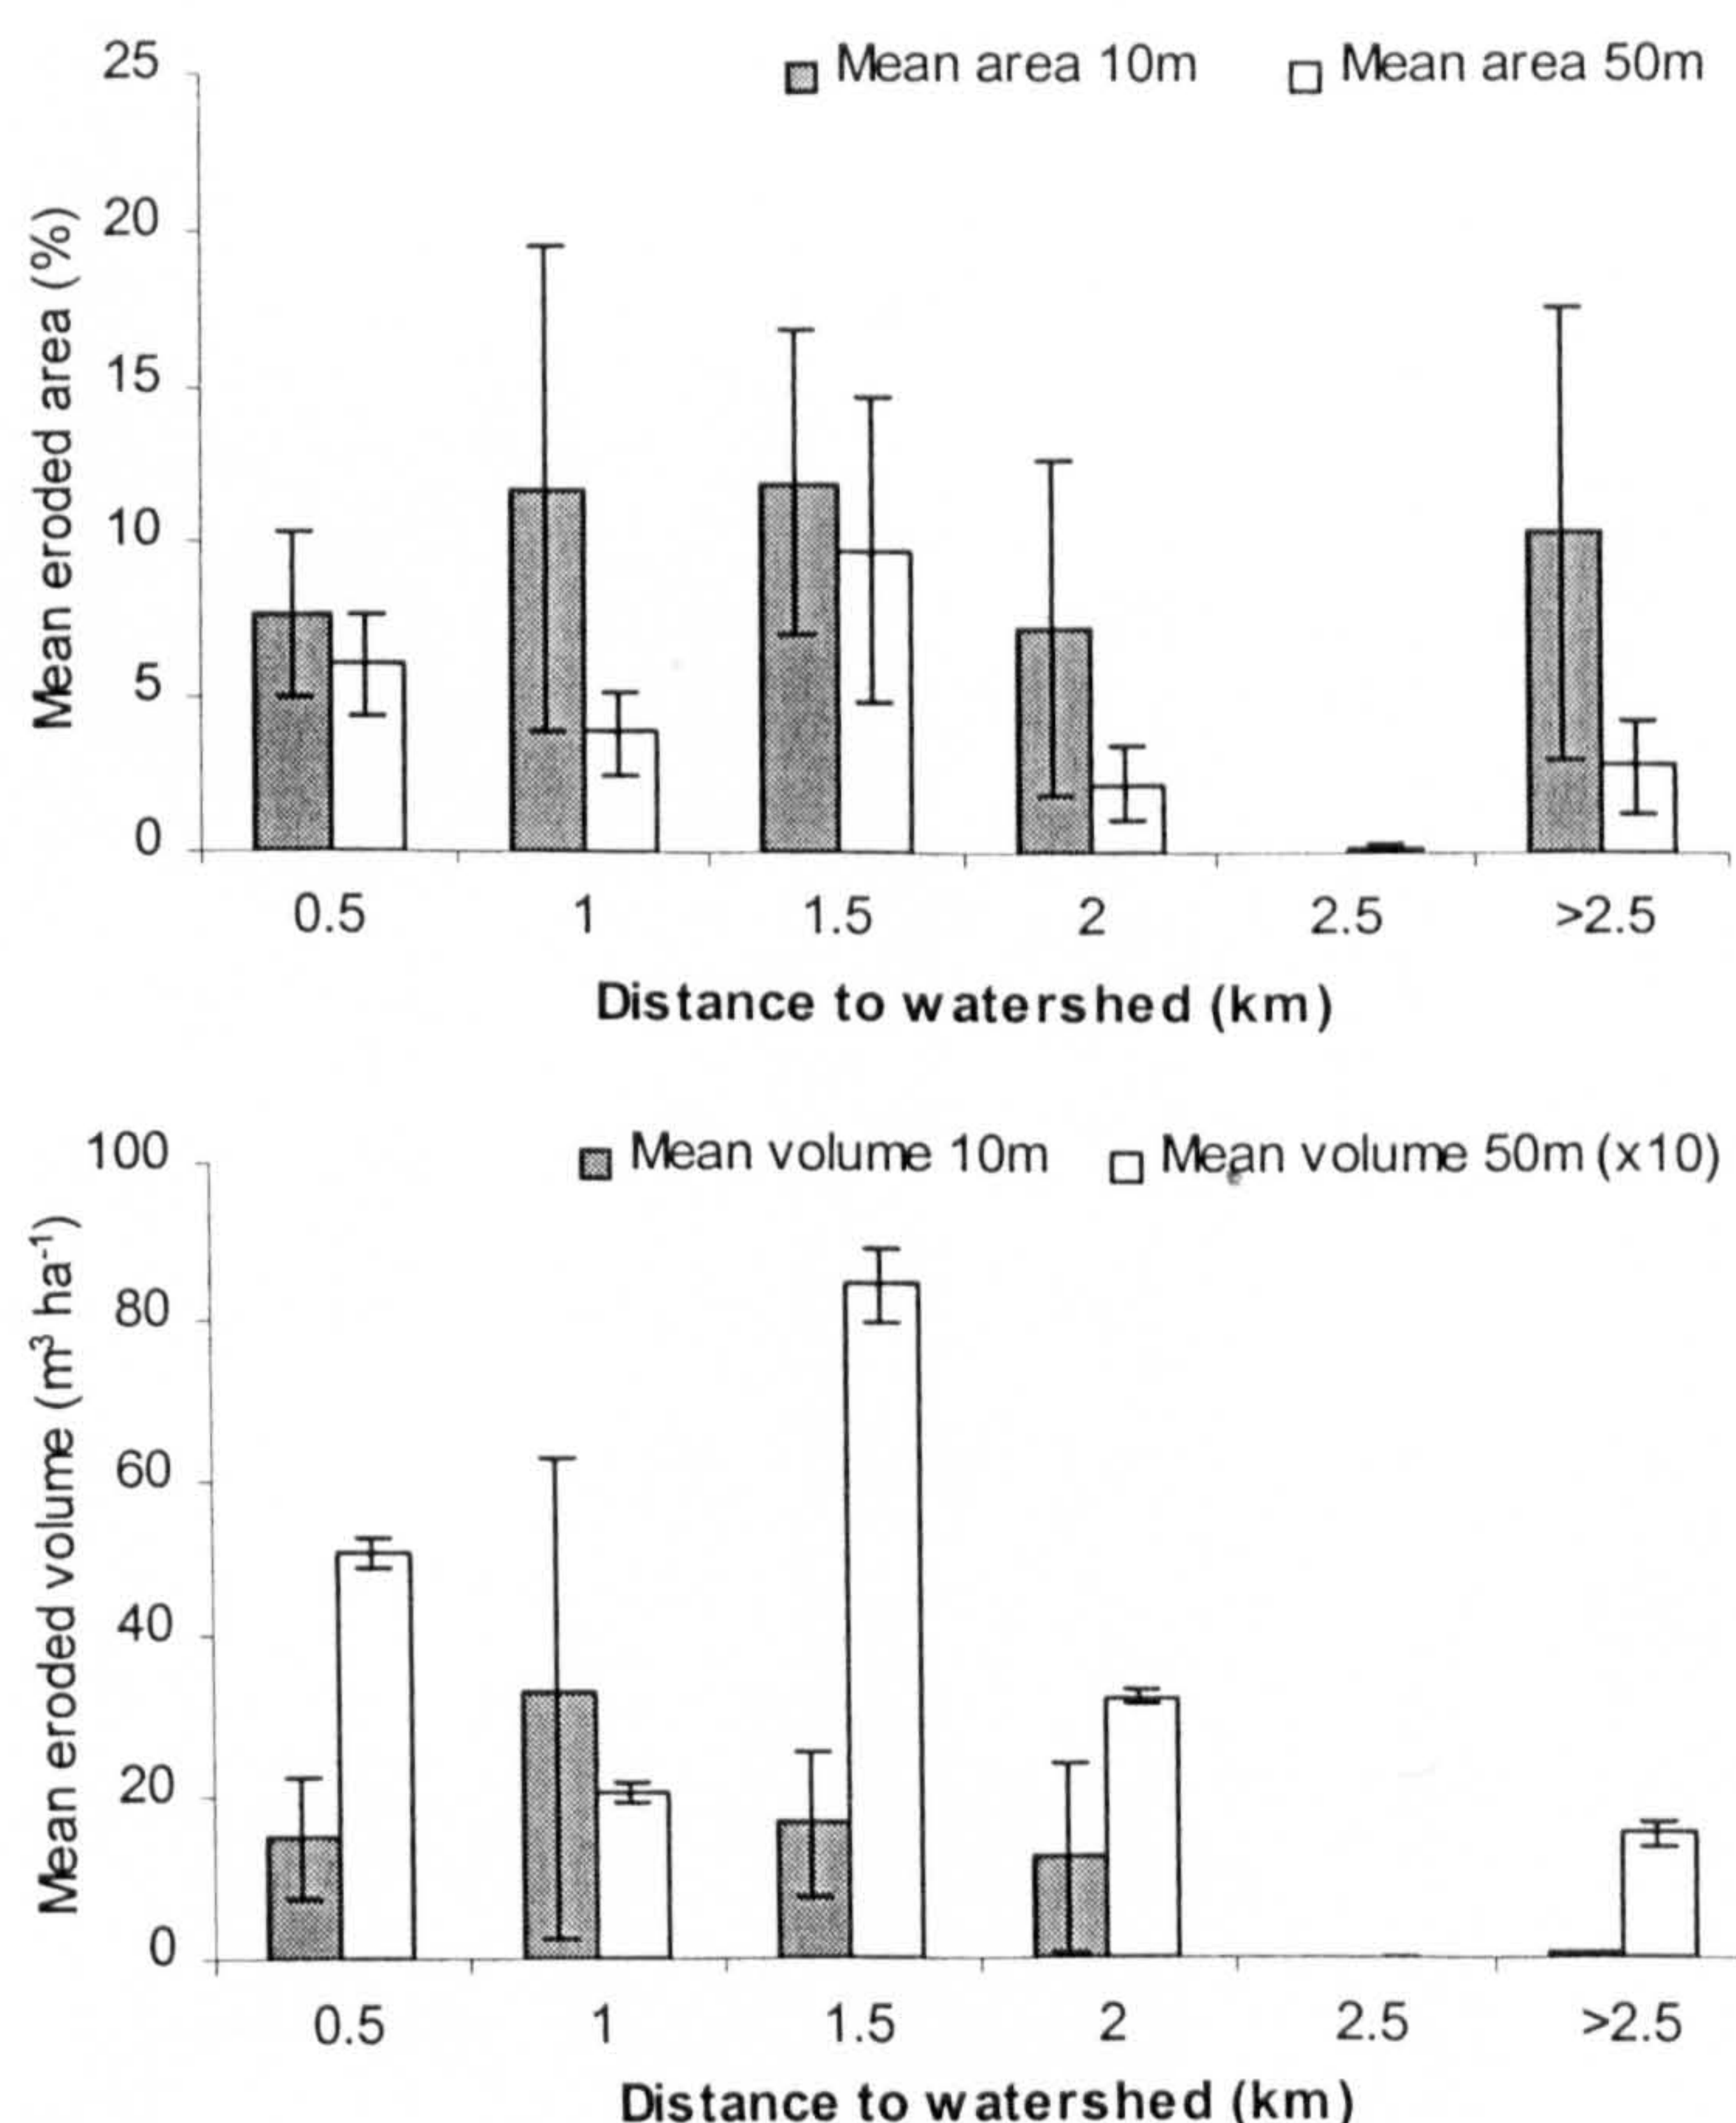 Mean area 10m Mean area 50m
25
20
15
10
5
0
Mean eroded area (%)
0.5 1 1.5 2 2.5 >2.5
Distance to watershed (km)
Mean volume 10m Mean volume 50m (x10)
100
80
60
40
20
0
Mean eroded volume (m³ ha⁻¹)
0.5 1 1.5 2 2.5 >2.5
Distance to watershed (km)